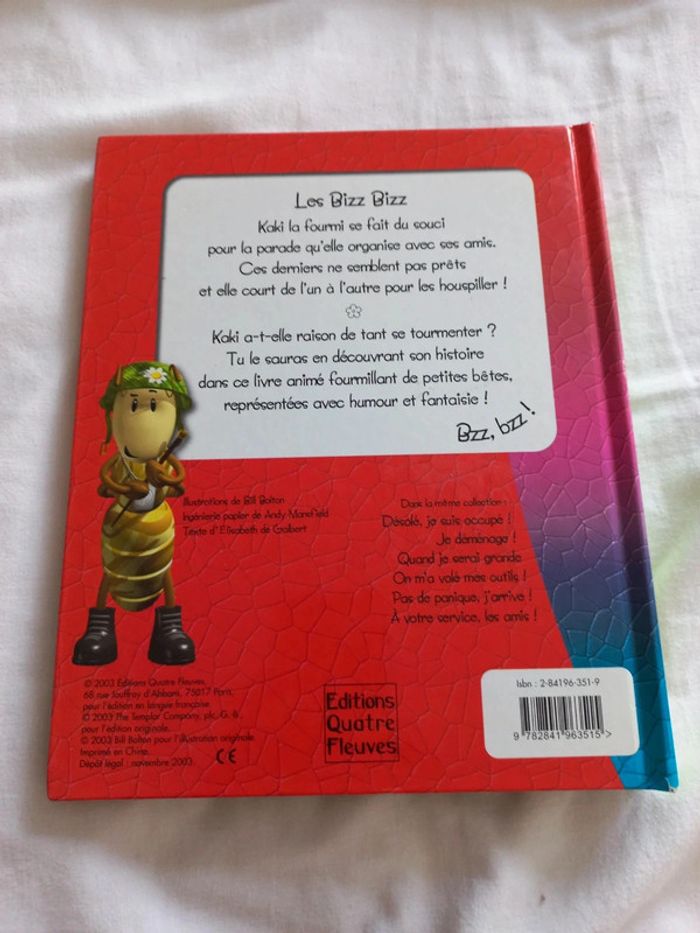 Les Bizz Bizz
Kaki la fourmi se fait du souci
pour la parade qu'elle organise avec ses amis.
Ces derniers ne semblent pas prêts
et elle court de l'un à l'autre pour les houspiller !
Kaki a-t-elle raison de tant se tourmenter ?
Tu le sauras en découvrant son histoire
dans ce livre animé fourmillant de petites bêtes,
représentées avec humour et fantaisie !
Bzz, bzz !
Illustrations de Bill Bolton
Ingénierie papier de Andy Mansfield
Texte d'Elisabeth de Galbert
Dans la même collection :
Désolé, je suis occupé !
Je déménage !
Quand je serai grande
On m'a volé mes outils !
Pas de panique, j'arrive !
À votre service, les amis !
© 2003 Editions Quatre Fleuves,
68 rue Jouffroy d'Abbans, 75017 Paris,
pour l'édition en langue française.
© 2003 The Templar Company, plc, G. B.,
pour l'édition originale.
© 2003 Bill Bolton pour l'illustration originale.
Imprimé en Chine.
Dépôt légal : novembre 2003.
CE
Editions
Quatre
Fleuves
Isbn : 2-84196-351-9
9 782841 963515 >